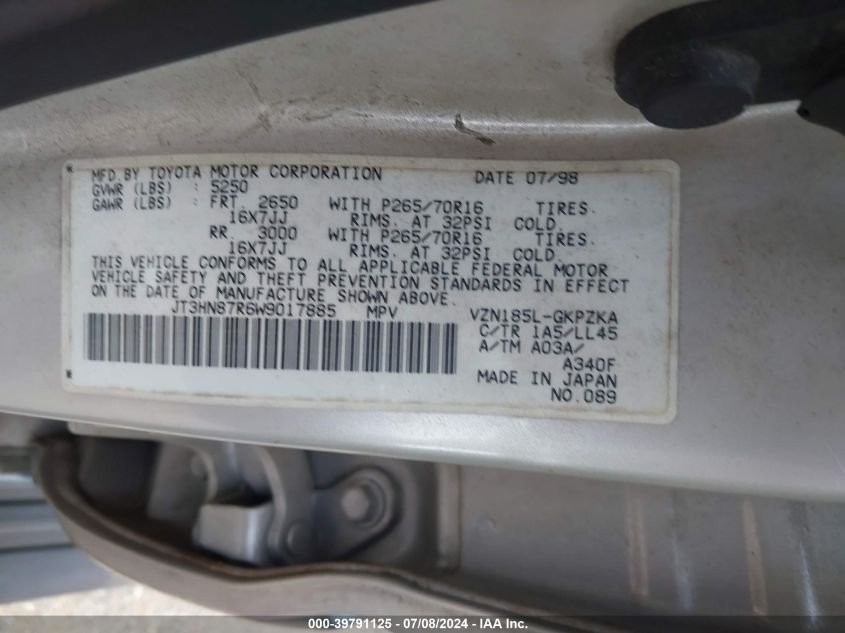 MFD. BY TOYOTA MOTOR CORPORATION DATE 07/98
GVWR (LBS) : 5250
GAWR (LBS) : FRT. 2650 WITH P265/70R16 TIRES.
16X7JJ RIMS. AT 32PSI COLD.
RR. 3000 WITH P265/70R16 TIRES.
16X7JJ RIMS. AT 32PSI COLD.
THIS VEHICLE CONFORMS TO ALL APPLICABLE FEDERAL MOTOR
VEHICLE SAFETY AND THEFT PREVENTION STANDARDS IN EFFECT
ON THE DATE OF MANUFACTURE SHOWN ABOVE.
JT3HN87R6W9017885 MPV VZN185L-GKPZKA
C/TR 1A5/LL45
A/TM A03A/
A340F
MADE IN JAPAN
NO.089
000-39791125 - 07/08/2024 - IAA Inc.